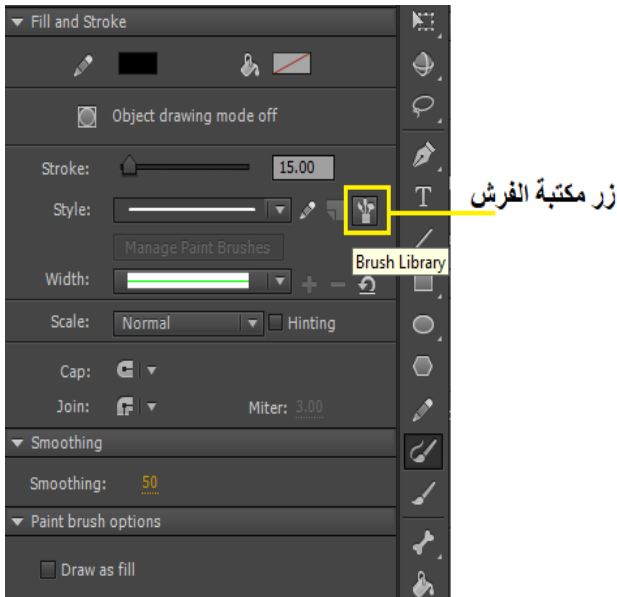 Fill and Stroke
Object drawing mode off
Stroke: 15.00
Style:
زر مكتبة الفرش
Manage Paint Brushes
Brush Library
Width:
Scale: Normal Hinting
Cap:
Join: Miter: 3.00
Smoothing
Smoothing: 50
Paint brush options
Draw as fill
T